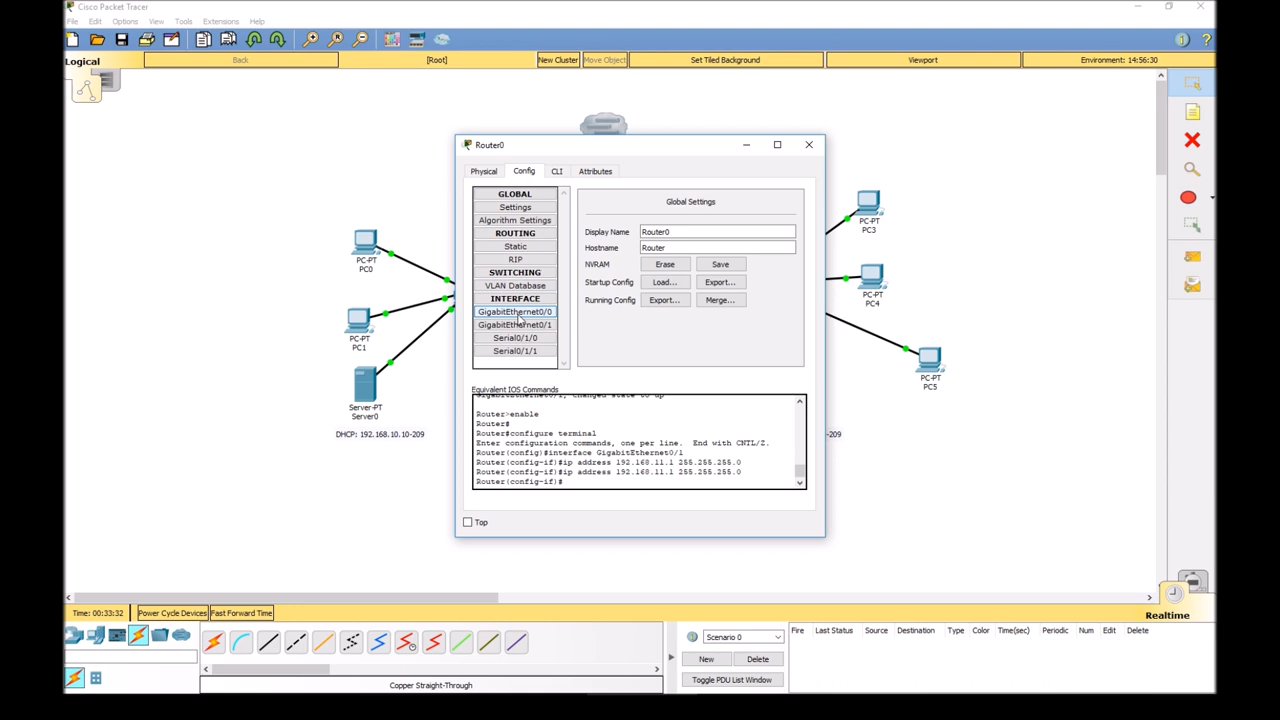 Cisco Packet Tracer
File Edit Options View Tools Extensions Help
Logical Back [Root] New Cluster Move Object Set Tiled Background Viewport Environment: 14:56:30
Router0
Physical Config CLI Attributes
GLOBAL
Settings
Algorithm Settings
ROUTING
Static
RIP
SWITCHING
VLAN Database
INTERFACE
GigabitEthernet0/0
GigabitEthernet0/1
Serial0/1/0
Serial0/1/1
Global Settings
Display Name Router0
Hostname Router
NVRAM Erase Save
Startup Config Load... Export...
Running Config Export... Merge...
Equivalent IOS Commands
GigabitEthernet0/1, changed state to up
Router>enable
Router#
Router#configure terminal
Enter configuration commands, one per line. End with CNTL/Z.
Router(config)#interface GigabitEthernet0/1
Router(config-if)#ip address 192.168.11.1 255.255.255.0
Router(config-if)#ip address 192.168.11.1 255.255.255.0
Router(config-if)#
Top
PC-PT
PC0
PC-PT
PC1
Server-PT
Server0
DHCP: 192.168.10.10-209
PC-PT
PC3
PC-PT
PC4
PC-PT
PC5
-209
Time: 00:33:32 Power Cycle Devices Fast Forward Time
Realtime
Copper Straight-Through
Scenario 0
New Delete
Toggle PDU List Window
Fire Last Status Source Destination Type Color Time(sec) Periodic Num Edit Delete